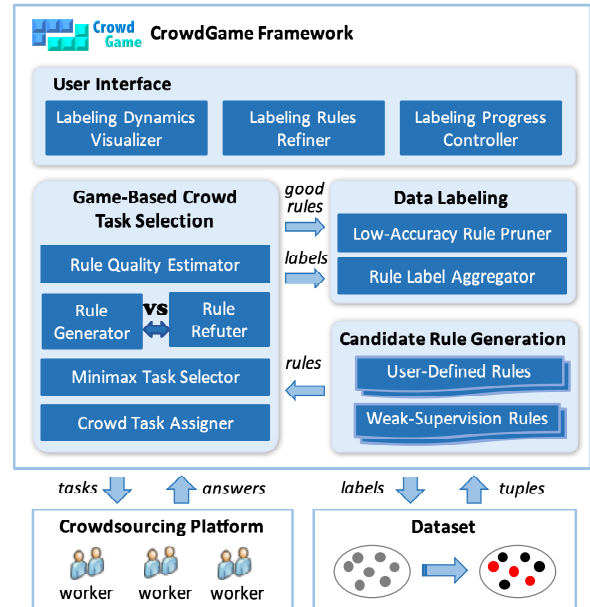 Crowd
Game
CrowdGame Framework
User Interface
Labeling Dynamics
Visualizer
Labeling Rules
Refiner
Labeling Progress
Controller
Game-Based Crowd
Task Selection
Rule Quality Estimator
Rule
Generator
vs
Rule
Refuter
Minimax Task Selector
Crowd Task Assigner
good
rules
labels
Data Labeling
Low-Accuracy Rule Pruner
Rule Label Aggregator
rules
Candidate Rule Generation
User-Defined Rules
Weak-Supervision Rules
tasks
answers
labels
tuples
Crowdsourcing Platform
worker
worker
worker
Dataset